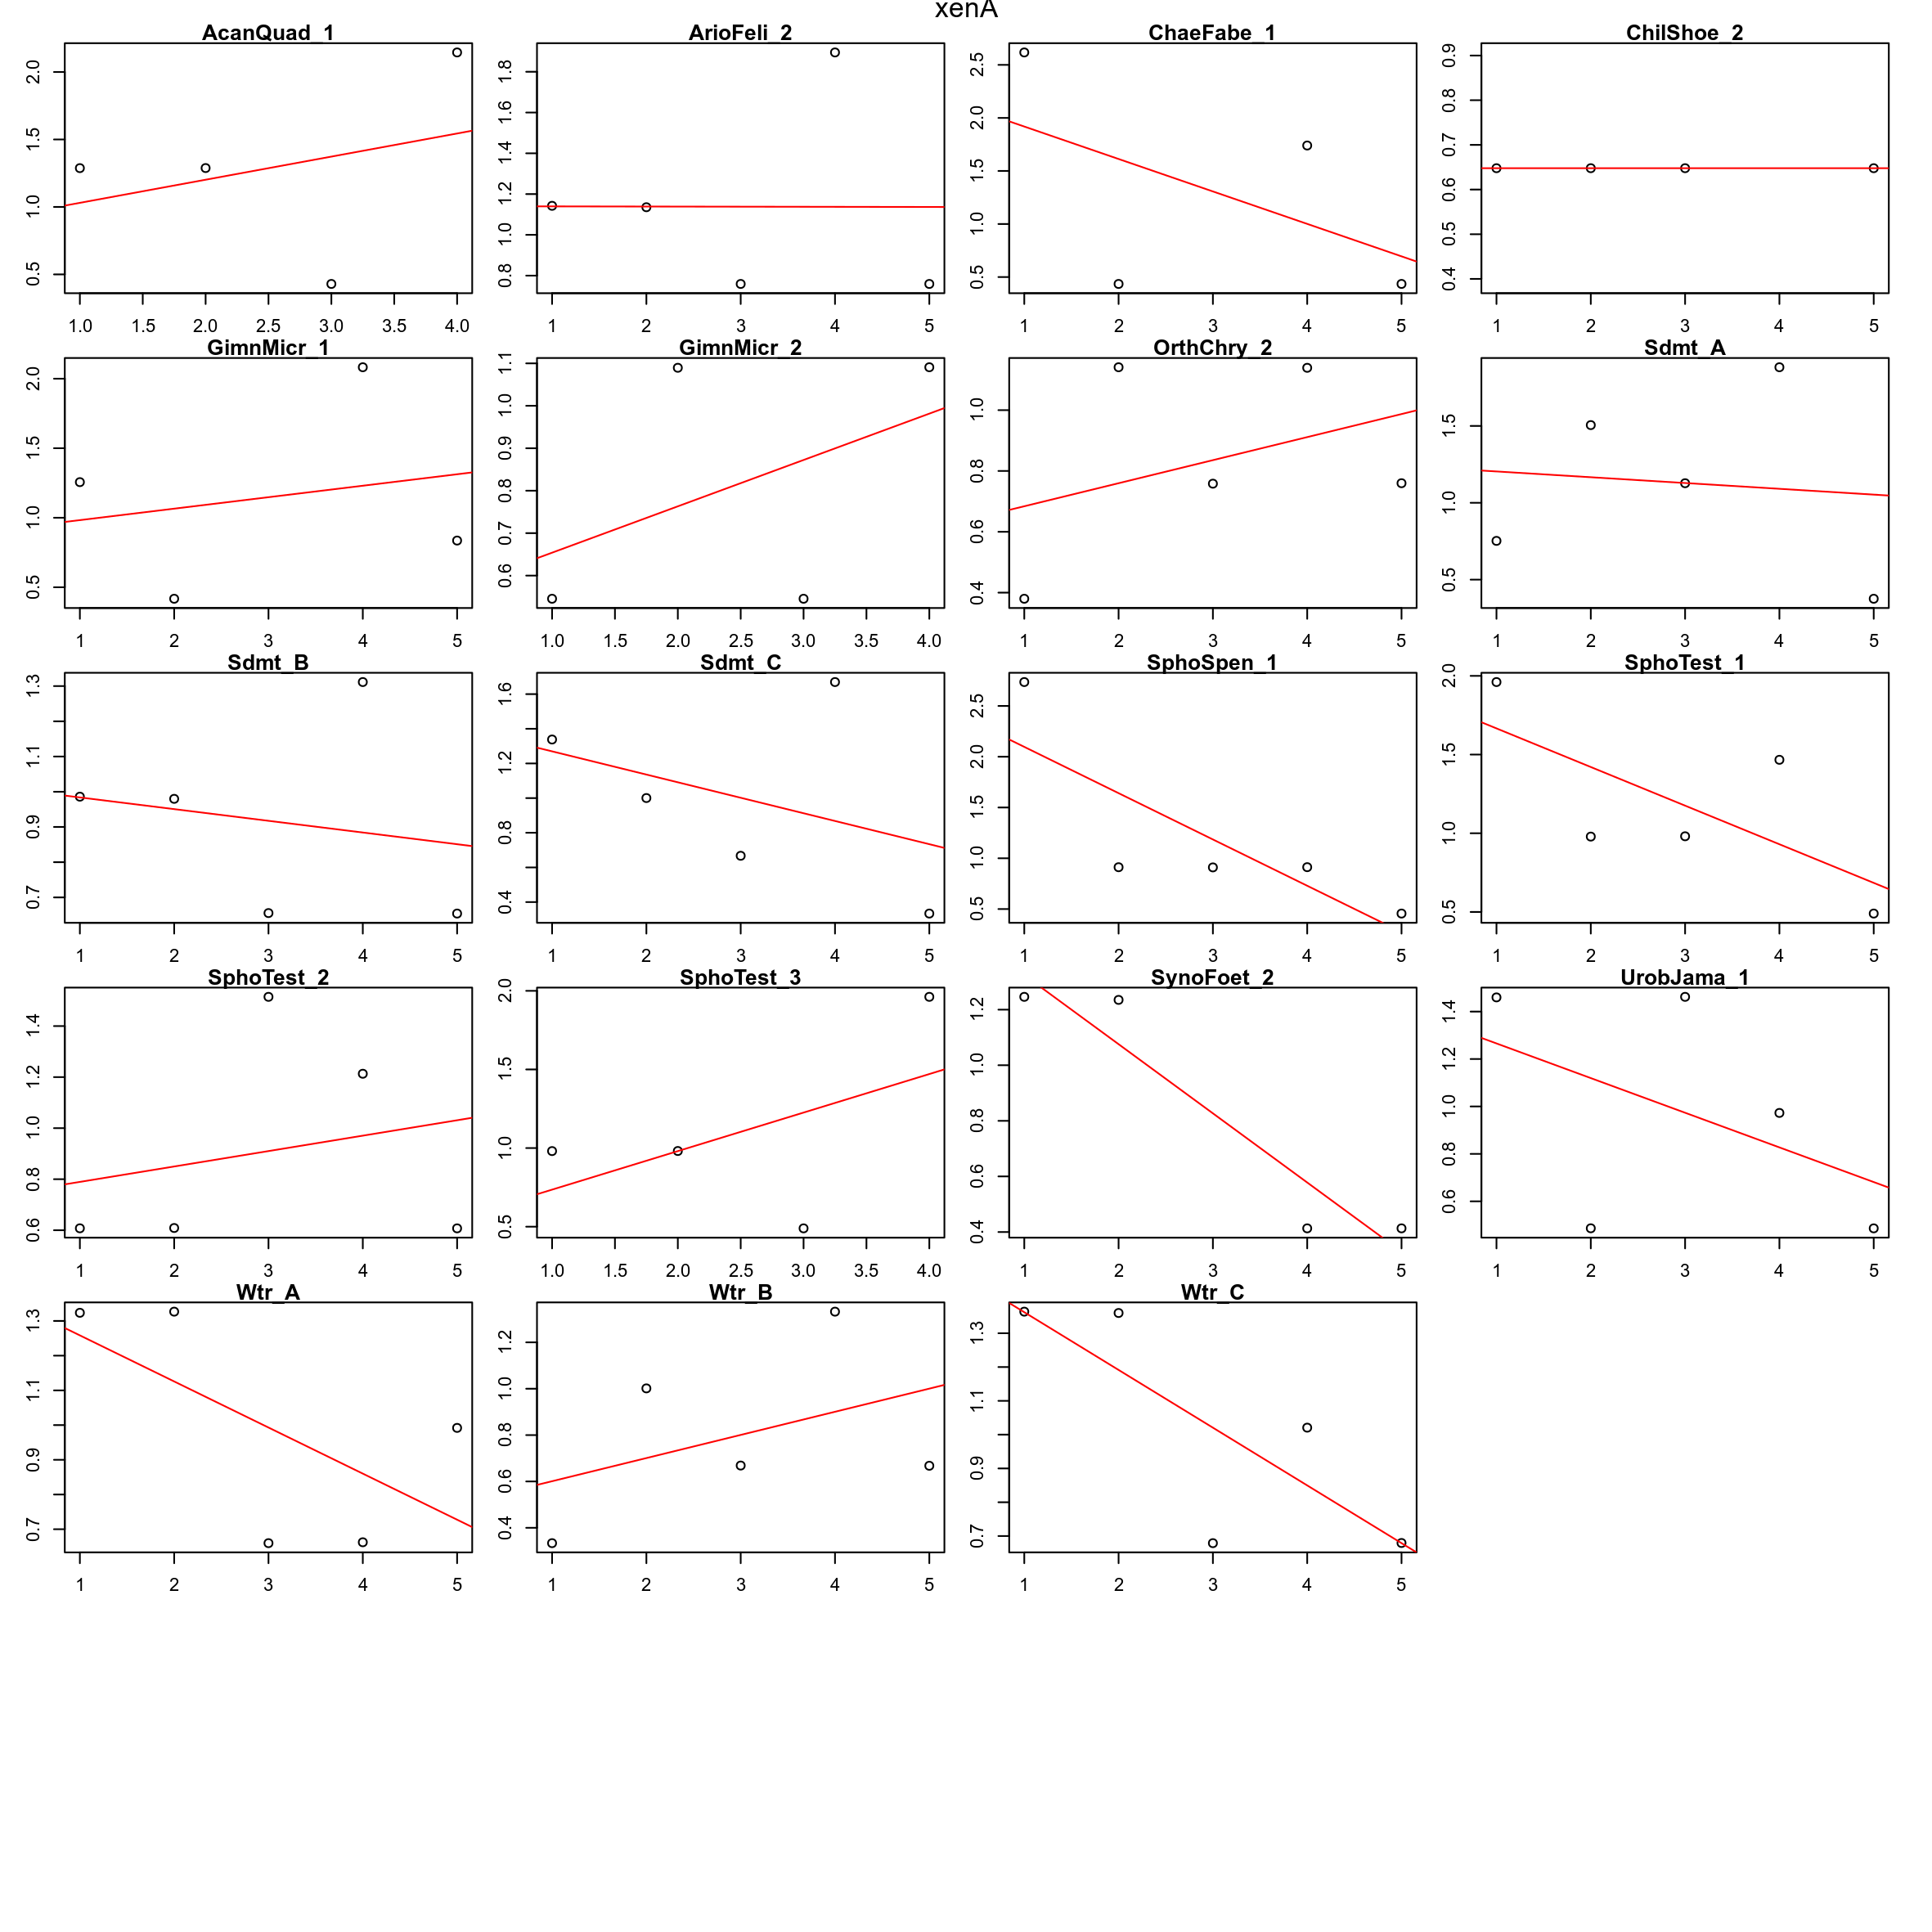 xenA
AcanQuad_1 ArioFeli_2 ChaeFabe_1 ChilShoe_2
0.5 1.0 1.5 2.0
1.0 1.5 2.0 2.5 3.0 3.5 4.0
0.8 1.0 1.2 1.4 1.6 1.8
1 2 3 4 5
0.5 1.0 1.5 2.0 2.5
1 2 3 4 5
0.4 0.5 0.6 0.7 0.8 0.9
1 2 3 4 5
GimnMicr_1 GimnMicr_2 OrthChry_2 Sdmt_A
0.5 1.0 1.5 2.0
1 2 3 4 5
0.6 0.7 0.8 0.9 1.0 1.1
1.0 1.5 2.0 2.5 3.0 3.5 4.0
0.4 0.6 0.8 1.0
1 2 3 4 5
0.5 1.0 1.5
1 2 3 4 5
Sdmt_B Sdmt_C SphoSpen_1 SphoTest_1
0.7 0.9 1.1 1.3
1 2 3 4 5
0.4 0.8 1.2 1.6
1 2 3 4 5
0.5 1.0 1.5 2.0 2.5
1 2 3 4 5
0.5 1.0 1.5 2.0
1 2 3 4 5
SphoTest_2 SphoTest_3 SynoFoet_2 UrobJama_1
0.6 0.8 1.0 1.2 1.4
1 2 3 4 5
0.5 1.0 1.5 2.0
1.0 1.5 2.0 2.5 3.0 3.5 4.0
0.4 0.6 0.8 1.0 1.2
1 2 3 4 5
0.6 0.8 1.0 1.2 1.4
1 2 3 4 5
Wtr_A Wtr_B Wtr_C
0.7 0.9 1.1 1.3
1 2 3 4 5
0.4 0.6 0.8 1.0 1.2
1 2 3 4 5
0.7 0.9 1.1 1.3
1 2 3 4 5